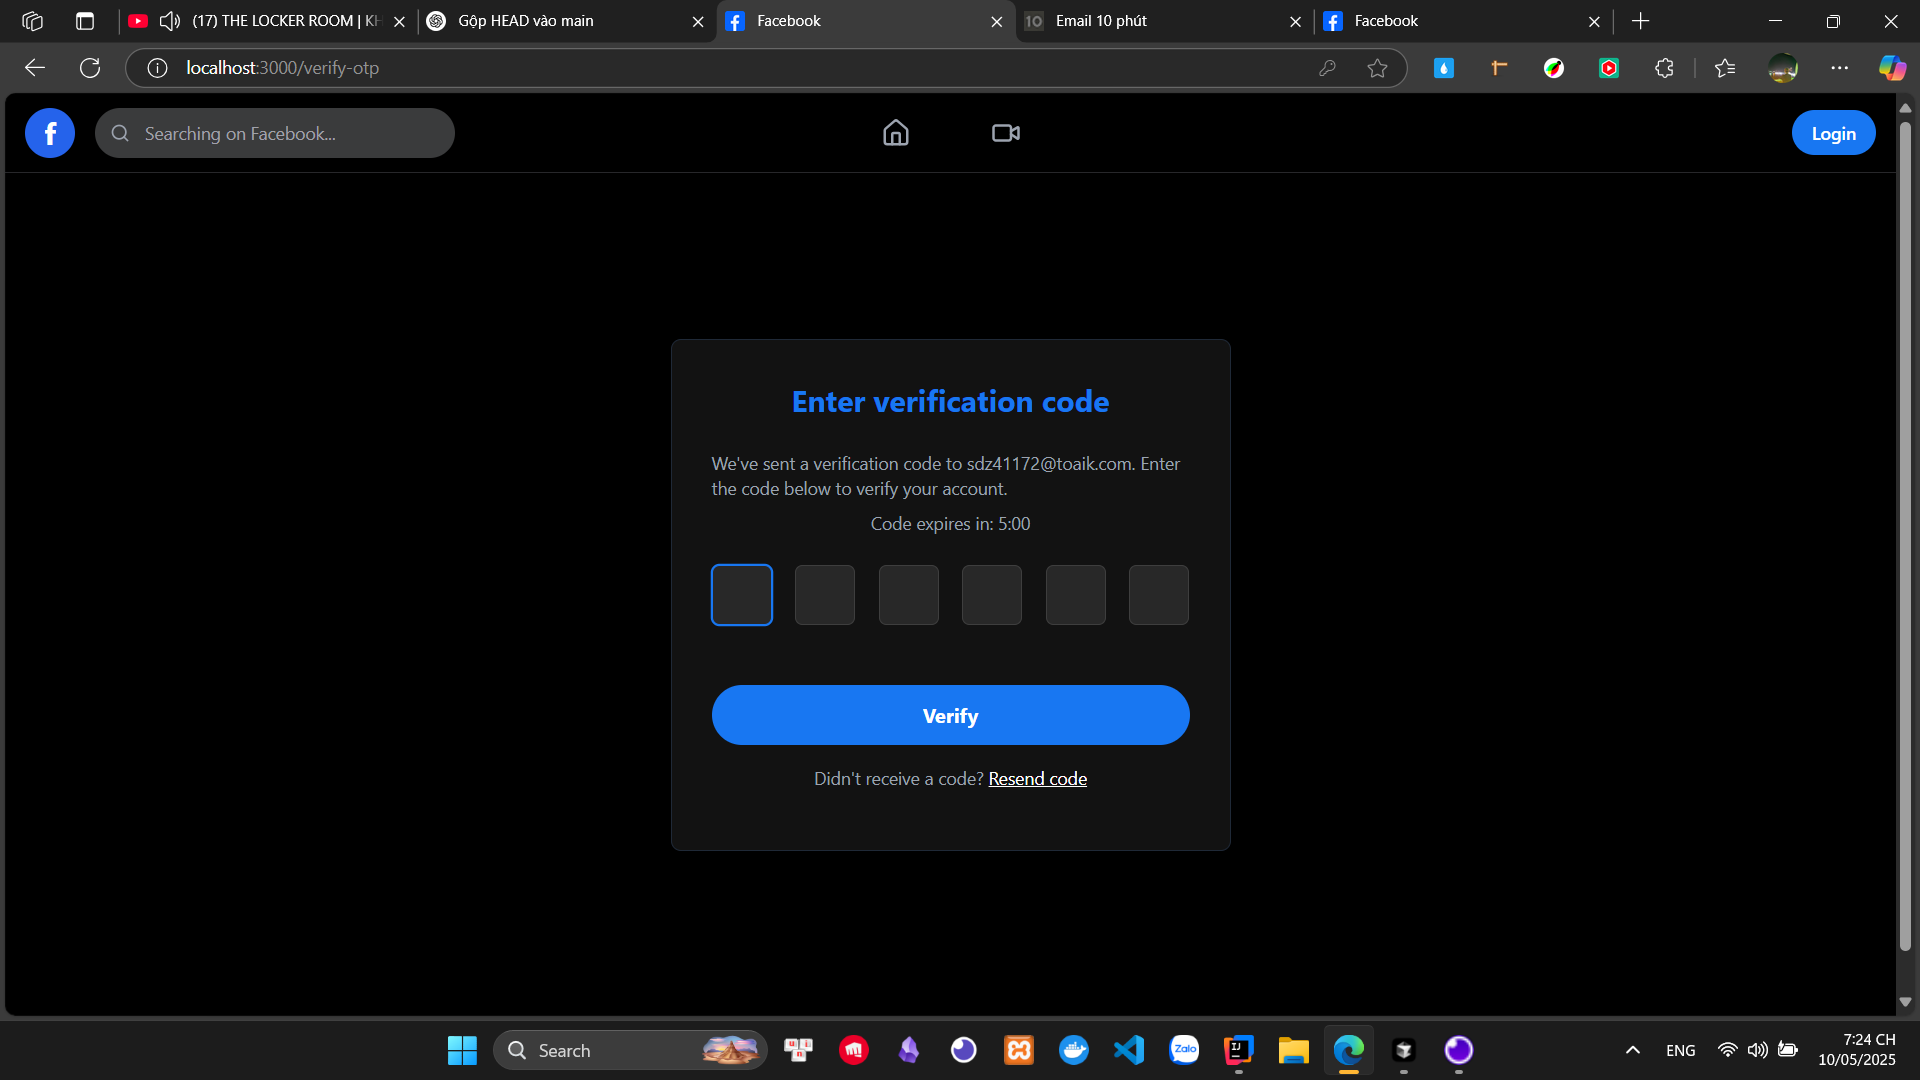 (17) THE LOCKER ROOM | KH
Gộp HEAD vào main
Facebook
10
Email 10 phút
Facebook
localhost:3000/verify-otp
f
Searching on Facebook...
Login
Enter verification code
We've sent a verification code to sdz41172@toaik.com. Enter
the code below to verify your account.
Code expires in: 5:00
Verify
Didn't receive a code? Resend code
Search
Zalo
IJ
ENG
7:24 CH
10/05/2025